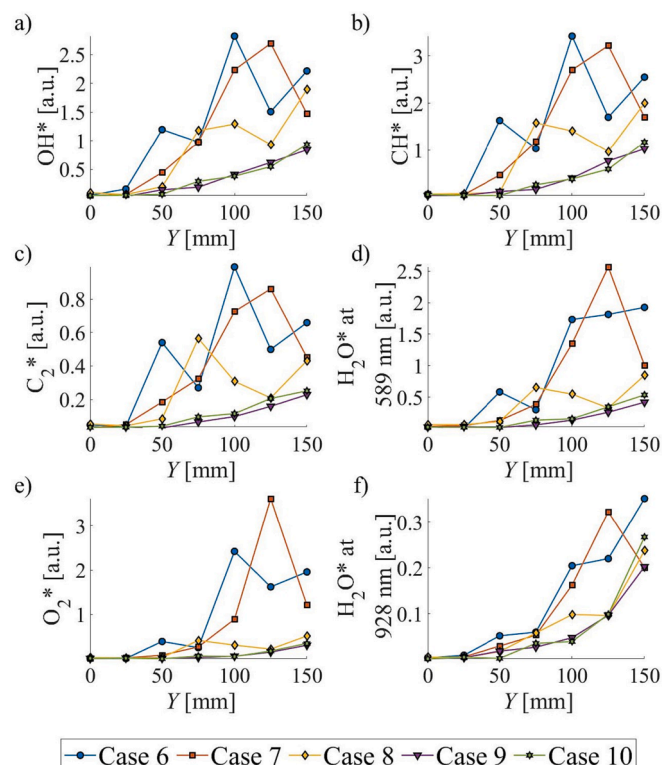 a)
OH* [a.u.]
2.5
2
1.5
1
0.5
0 50 100 150
Y [mm]
b)
CH* [a.u.]
3
2
1
0 50 100 150
Y [mm]
c)
C₂* [a.u.]
0.8
0.6
0.4
0.2
0 50 100 150
Y [mm]
d)
H₂O* at
589 nm [a.u.]
2.5
2
1.5
1
0.5
0 50 100 150
Y [mm]
e)
O₂* [a.u.]
3
2
1
0 50 100 150
Y [mm]
f)
H₂O* at
928 nm [a.u.]
0.3
0.2
0.1
0 50 100 150
Y [mm]
Case 6 Case 7 Case 8 Case 9 Case 10